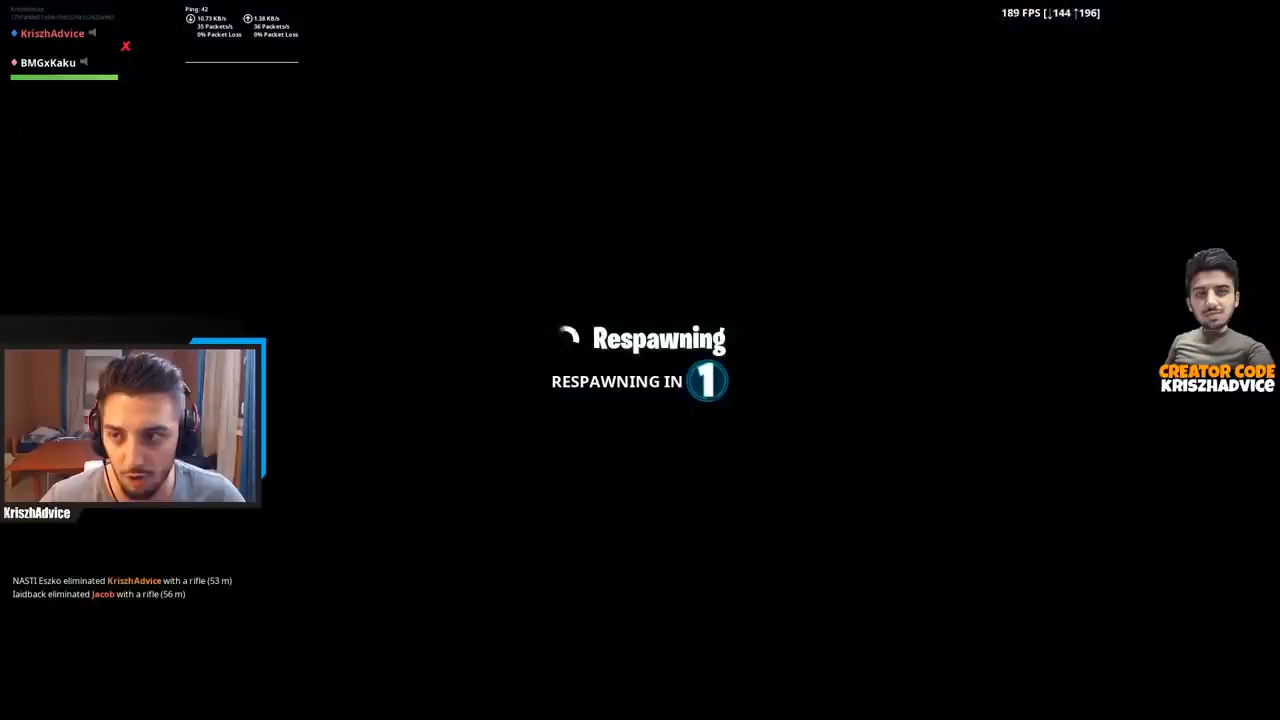 KriszhAdvice
KriszhAdvice
BMGxKaku
Ping: 42
10.73 KB/s
1.38 KB/s
35 Packets/s
36 Packets/s
0% Packet Loss
0% Packet Loss
189 FPS [↓144 ↑196]
Respawning
RESPAWNING IN 1
CREATOR CODE
KRISZHADVICE
KriszhAdvice
NASTI Eszko eliminated KriszhAdvice with a rifle (53 m)
laidback eliminated Jacob with a rifle (56 m)